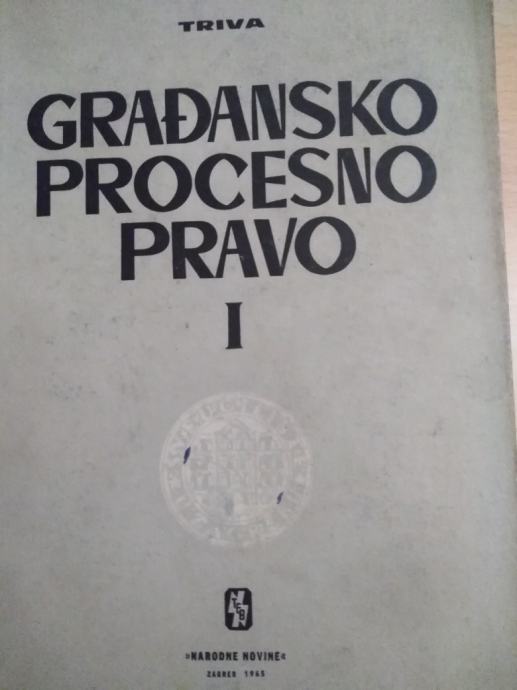 TRIVA
GRAĐANSKO
PROCESNO
PRAVO
I
»NARODNE NOVINE«
ZAGREB 1965